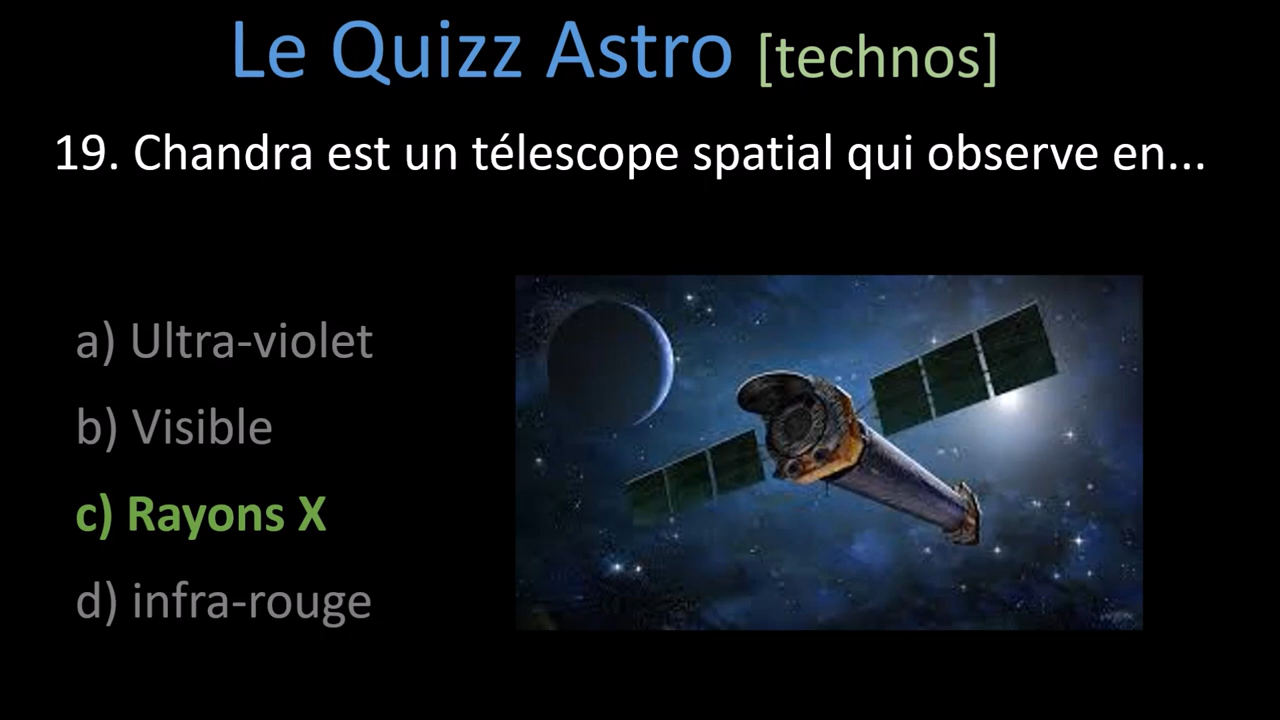 Le Quizz Astro [technos]
19. Chandra est un télescope spatial qui observe en...
a) Ultra-violet
b) Visible
c) Rayons X
d) infra-rouge